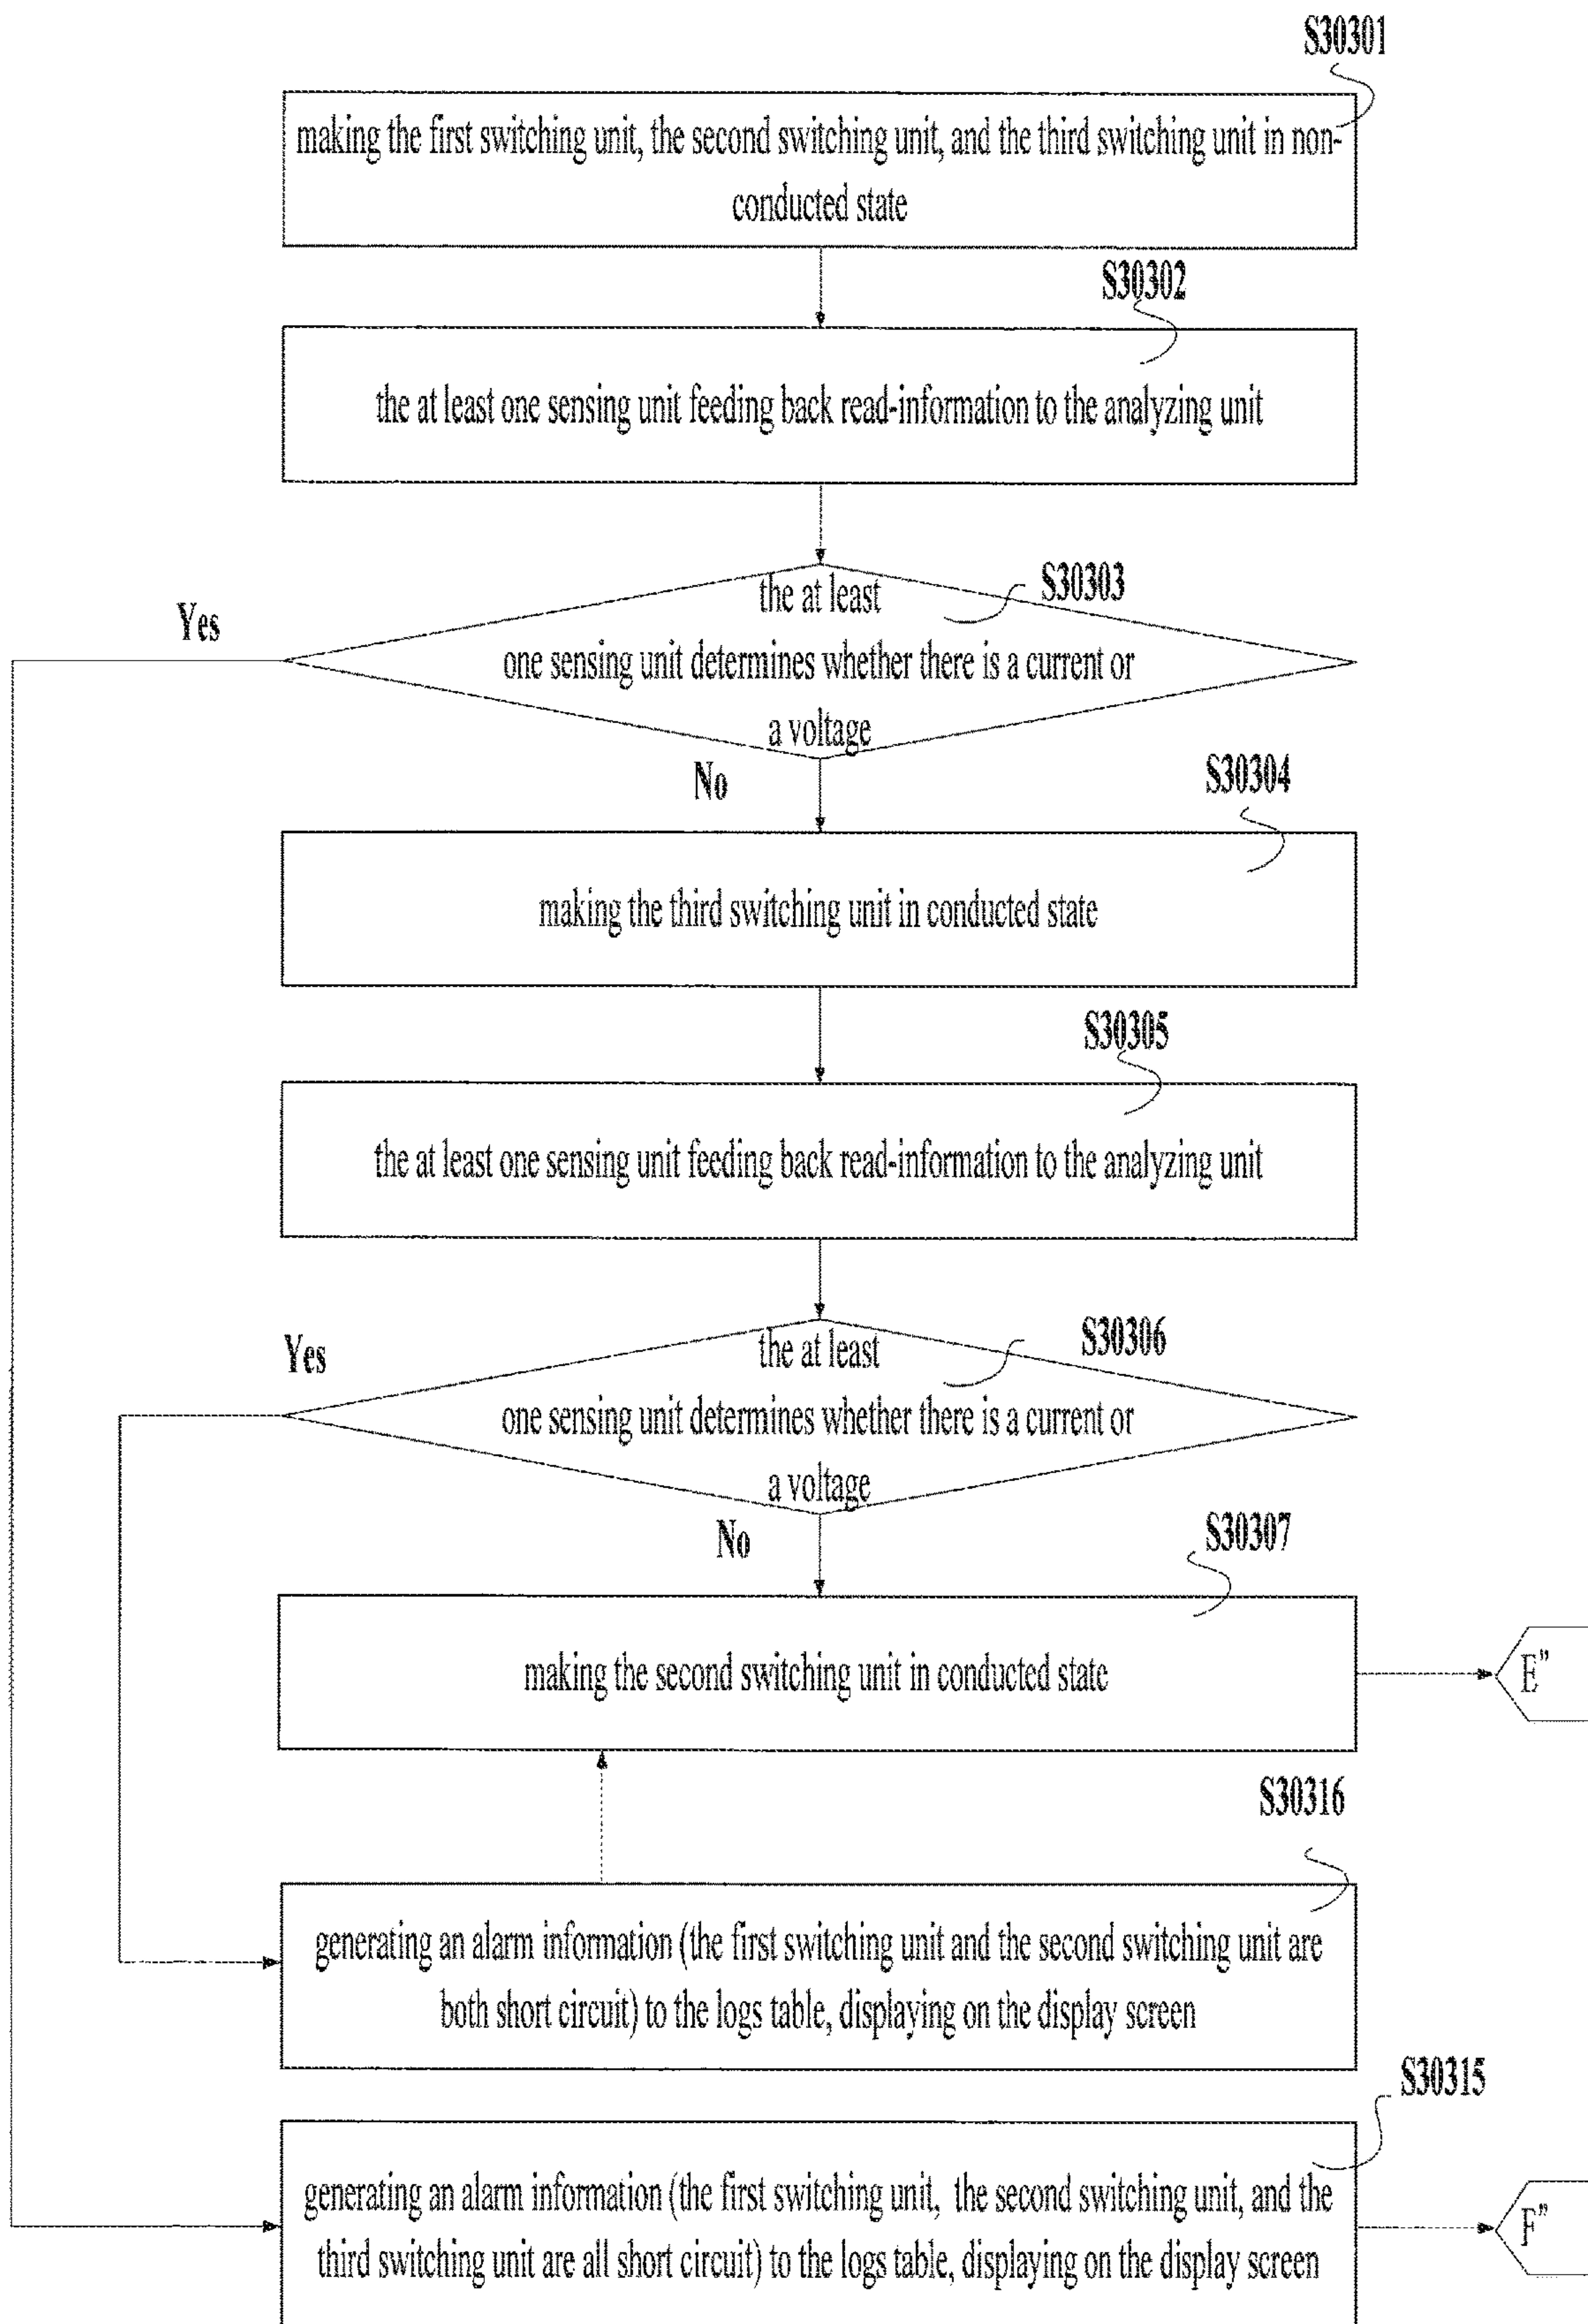 S30301
making the first switching unit, the second switching unit, and the third switching unit in non-
conducted state
S30302
the at least one sensing unit feeding back read-information to the analyzing unit
the at least
S30303
Yes
one sensing unit determines whether there is a current or
a voltage
No
S30304
making the third switching unit in conducted state
S30305
the at least one sensing unit feeding back read-information to the analyzing unit
the at least
S30306
Yes
one sensing unit determines whether there is a current or
a voltage
No
S30307
making the second switching unit in conducted state
E”
S30316
generating an alarm information (the first switching unit and the second switching unit are
both short circuit) to the logs table, displaying on the display screen
S30315
generating an alarm information (the first switching unit, the second switching unit, and the
third switching unit are all short circuit) to the logs table, displaying on the display screen
F”